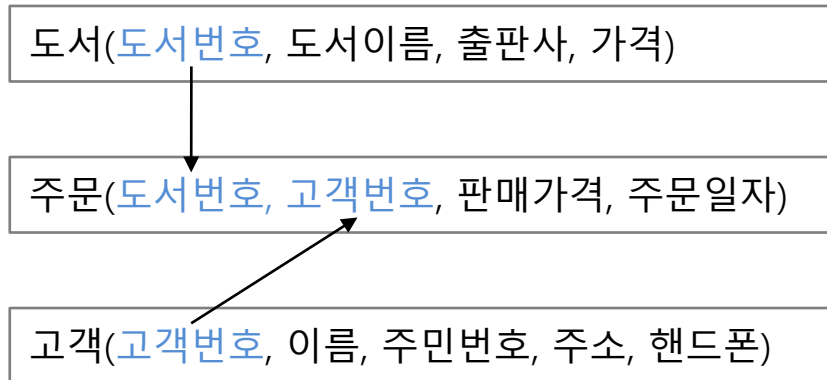 도서(도서번호, 도서이름, 출판사, 가격)
주문(도서번호, 고객번호, 판매가격, 주문일자)
고객(고객번호, 이름, 주민번호, 주소, 핸드폰)